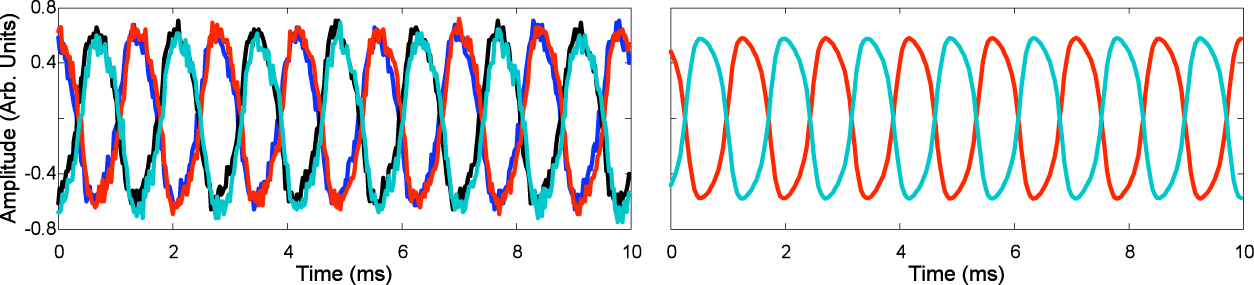 Amplitude (Arb. Units)
0.8
0.4
-0.4
-0.8
0 2 4 6 8 10
Time (ms)
0 2 4 6 8 10
Time (ms)